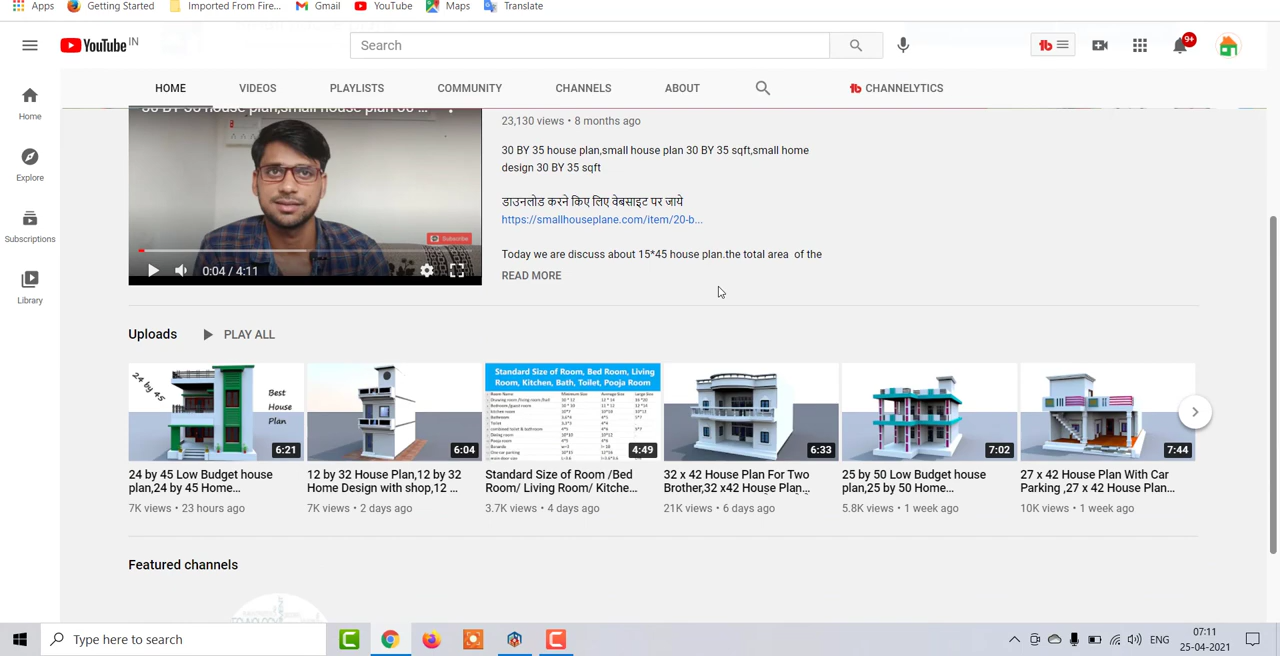 Apps Getting Started Imported From Fire... Gmail YouTube Maps Translate
YouTube IN
Search
9+
HOME VIDEOS PLAYLISTS COMMUNITY CHANNELS ABOUT CHANNELYTICS
Home
Explore
Subscriptions
Library
Subscribe
0:04 / 4:11
23,130 views • 8 months ago
30 BY 35 house plan,small house plan 30 BY 35 sqft,small home
design 30 BY 35 sqft
डाउनलोड करने किए लिए वेबसाइट पर जाये
https://smallhouseplane.com/item/20-b...
Today we are discuss about 15*45 house plan.the total area of the
READ MORE
Uploads PLAY ALL
24 by 45
Best
House
Plan
6:21
24 by 45 Low Budget house
plan,24 by 45 Home...
7K views • 23 hours ago
6:04
12 by 32 House Plan,12 by 32
Home Design with shop,12 ...
7K views • 2 days ago
Standard Size of Room, Bed Room, Living
Room, Kitchen, Bath, Toilet, Pooja Room
4:49
Standard Size of Room /Bed
Room/ Living Room/ Kitche...
3.7K views • 4 days ago
6:33
32 x 42 House Plan For Two
Brother,32 x42 House Plan,...
21K views • 6 days ago
7:02
25 by 50 Low Budget house
plan,25 by 50 Home...
5.8K views • 1 week ago
7:44
27 x 42 House Plan With Car
Parking ,27 x 42 House Plan...
10K views • 1 week ago
Featured channels
Type here to search
ENG
07:11
25-04-2021